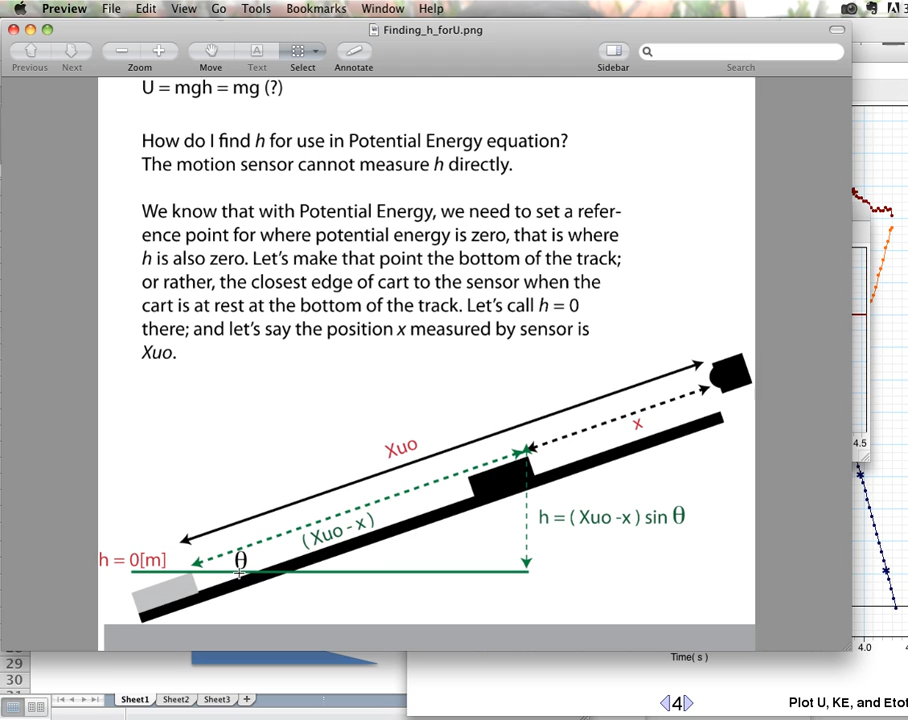 Preview File Edit View Go Tools Bookmarks Window Help
Finding_h_forU.png
Previous Next Zoom Move Text Select Annotate Sidebar Search
U = mgh = mg (?)
How do I find h for use in Potential Energy equation?
The motion sensor cannot measure h directly.
We know that with Potential Energy, we need to set a refer-
ence point for where potential energy is zero, that is where
h is also zero. Let's make that point the bottom of the track;
or rather, the closest edge of cart to the sensor when the
cart is at rest at the bottom of the track. Let's call h = 0
there; and let's say the position x measured by sensor is
Xuo.
Xuo
x
(Xuo - x)
h = ( Xuo -x ) sin θ
h = 0[m]
θ
4.5
4.0
Time( s )
29
30
Sheet1 Sheet2 Sheet3 +
4
Plot U, KE, and Etot